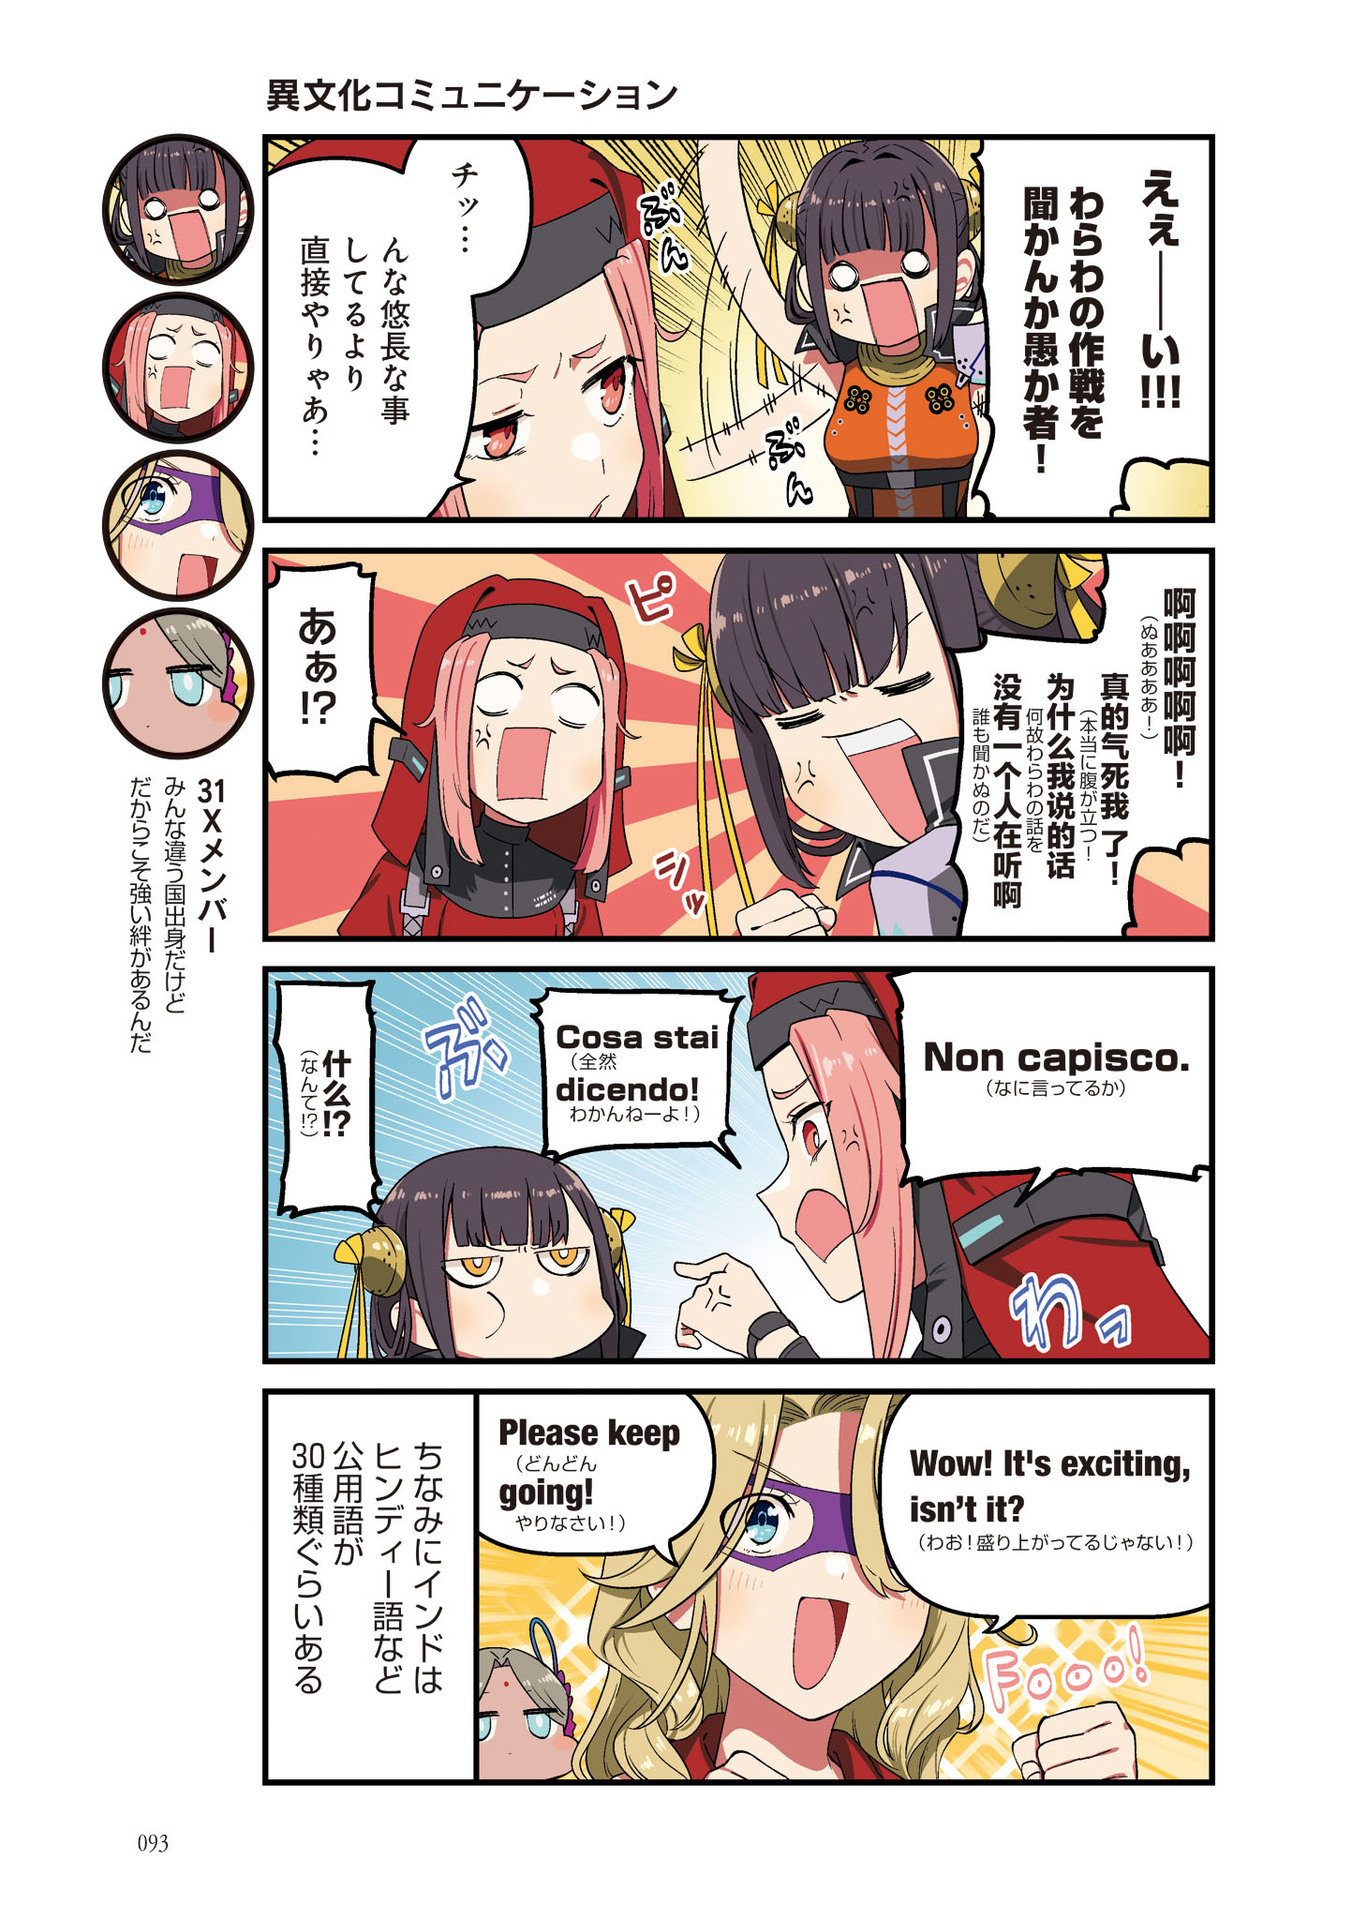 異文化コミュニケーション
えぇ――い!!!
わらわの作戦を
聞かんか愚か者！
ぶん
ぶん
チッ…
んな悠長な事
してるより
直接やりゃあ…
啊啊啊啊啊！
（ぬああああ！）
真的气死我 了！
（本当に腹が立つ！
为什么我说的话
何故わらわの話を
没有一个人在听啊
誰も聞かぬのだ）
ピ
シッ
あぁ!?
Non capisco.
（なに言ってるか）
Cosa stai
（全然
dicendo!
わかんねーよ！）
ぶ
わっ
什么!?
（なんて!?）
Wow! It's exciting,
isn't it?
（わお！盛り上がってるじゃない！）
Please keep
（どんどん
going!
やりなさい！）
Fooo!
ちなみにインドは
ヒンディー語など
公用語が
30種類ぐらいある
31Xメンバー
みんな違う国出身だけど
だからこそ強い絆があるんだ
093